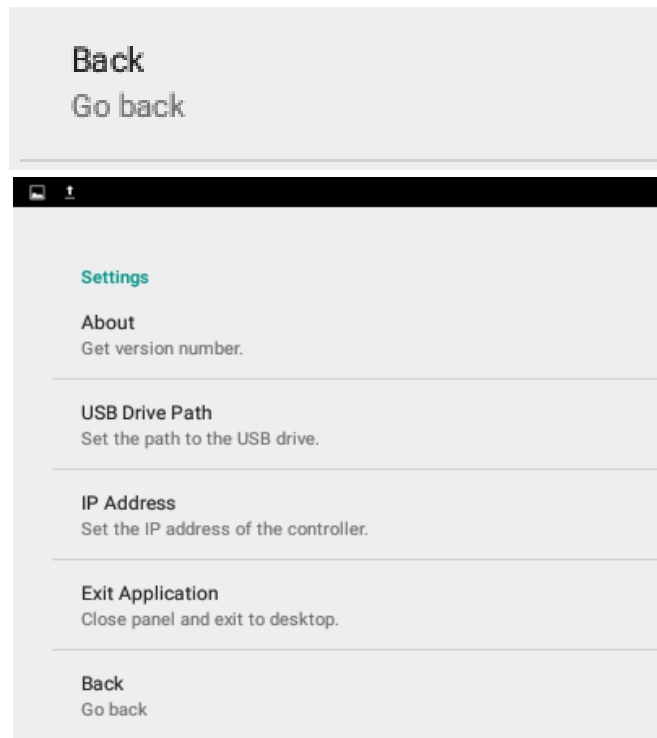 Back
Go back
Settings
About
Get version number.
USB Drive Path
Set the path to the USB drive.
IP Address
Set the IP address of the controller.
Exit Application
Close panel and exit to desktop.
Back
Go back